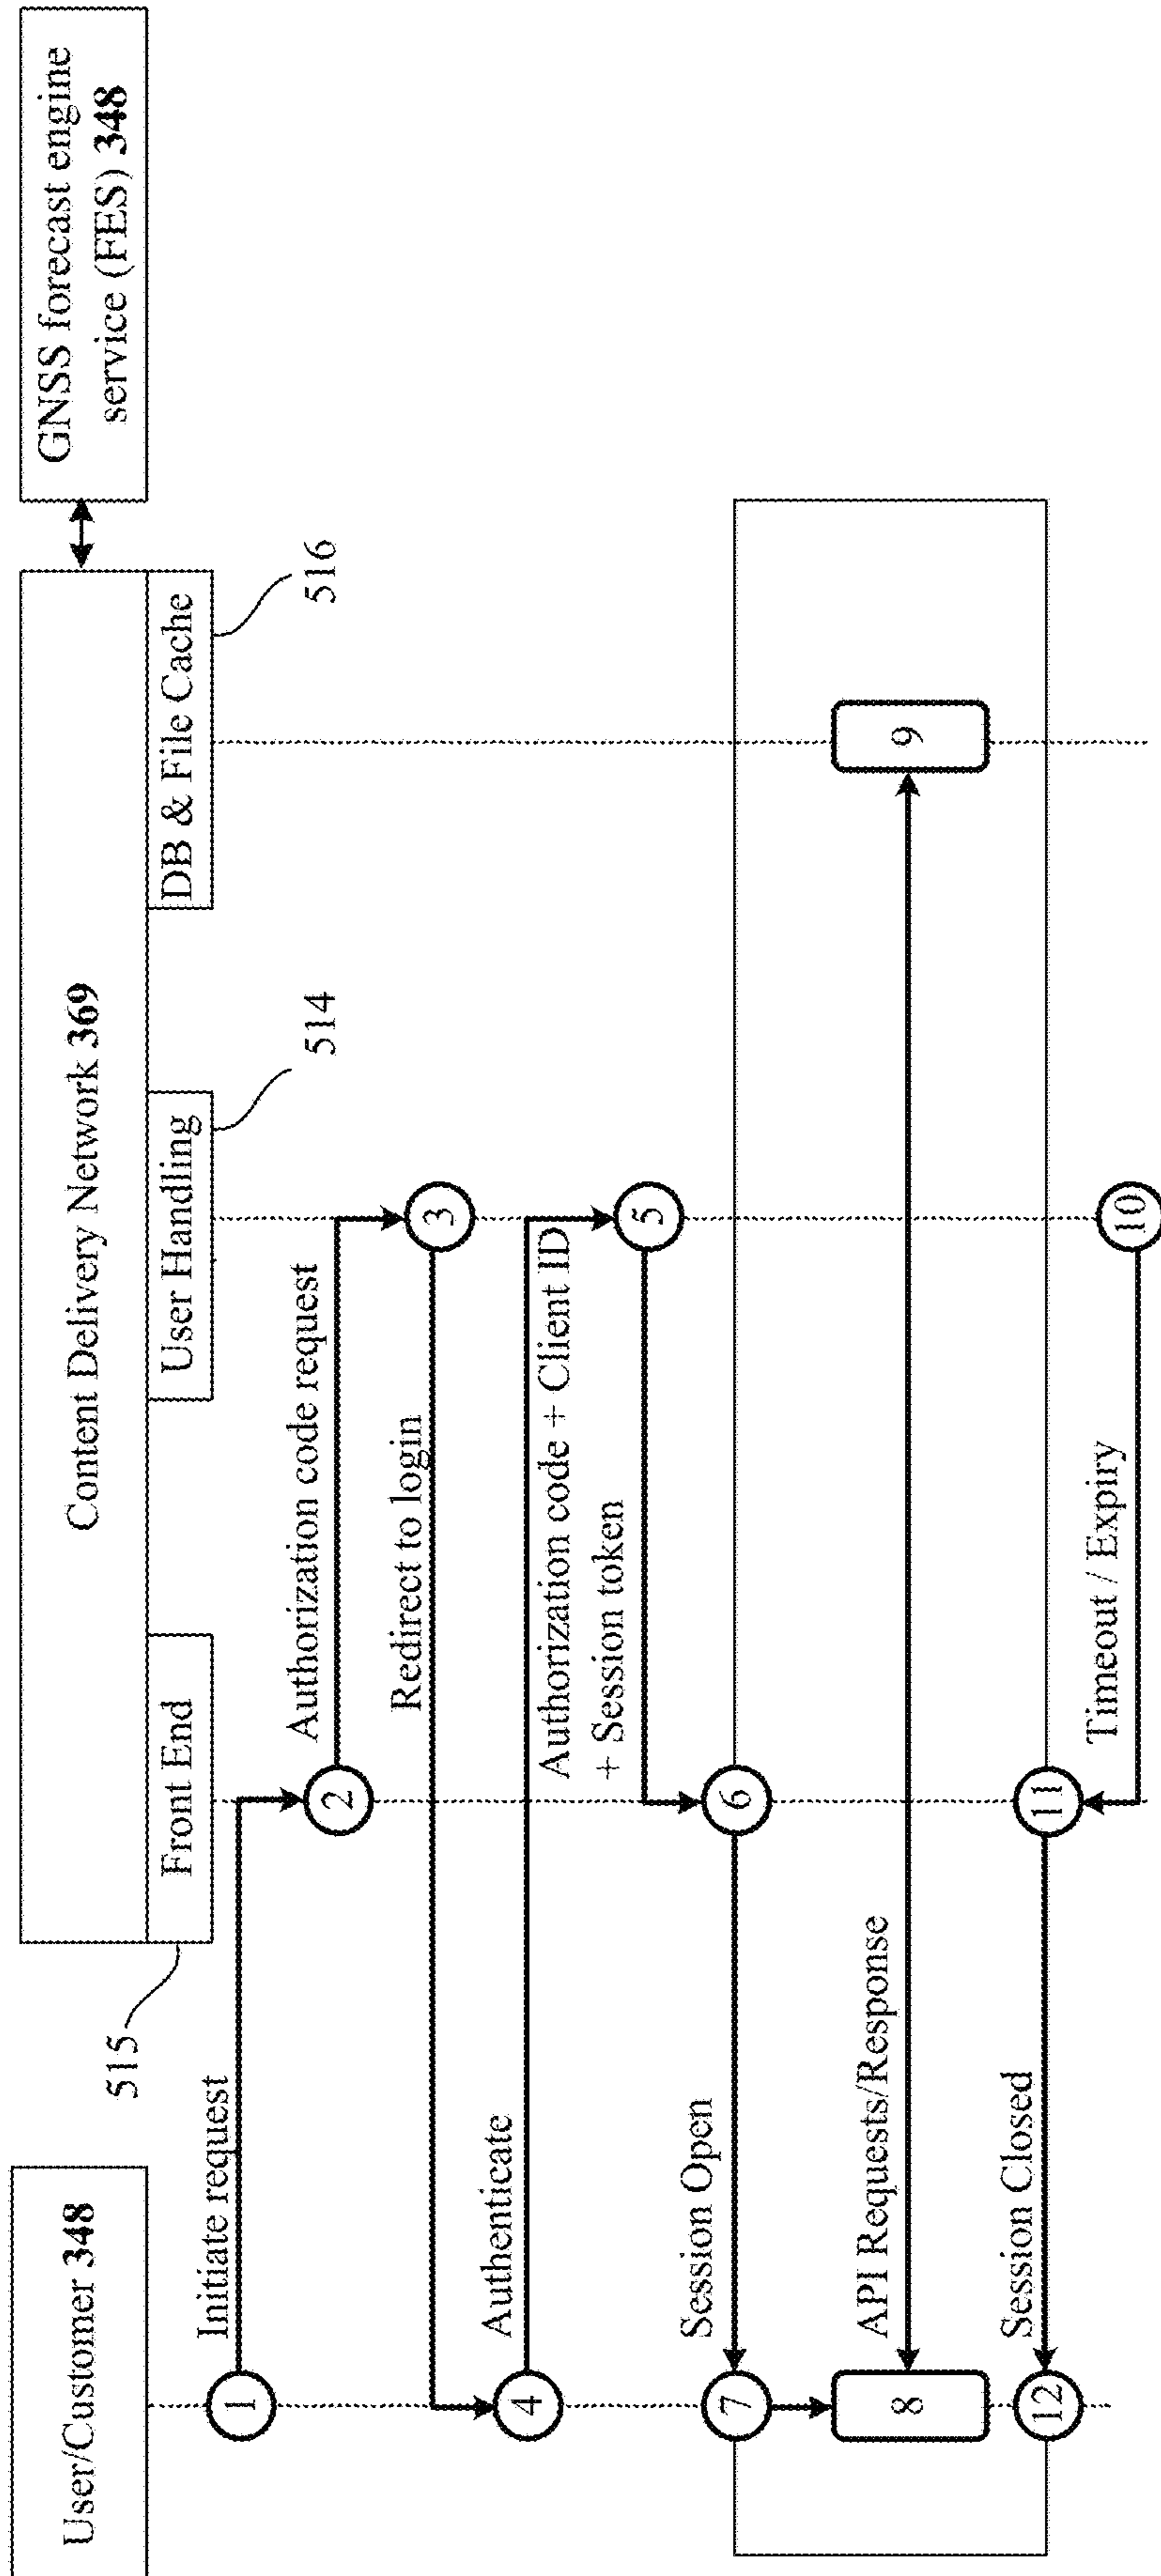 User/Customer 348
Content Delivery Network 369
GNSS forecast engine
service (FES) 348
515
Front End
User Handling
514
DB & File Cache
516
Initiate request
1
2
Authorization code request
3
Redirect to login
4
Authenticate
5
Authorization code + Client ID
+ Session token
6
Session Open
7
8
API Requests/Response
9
10
Timeout / Expiry
11
Session Closed
12